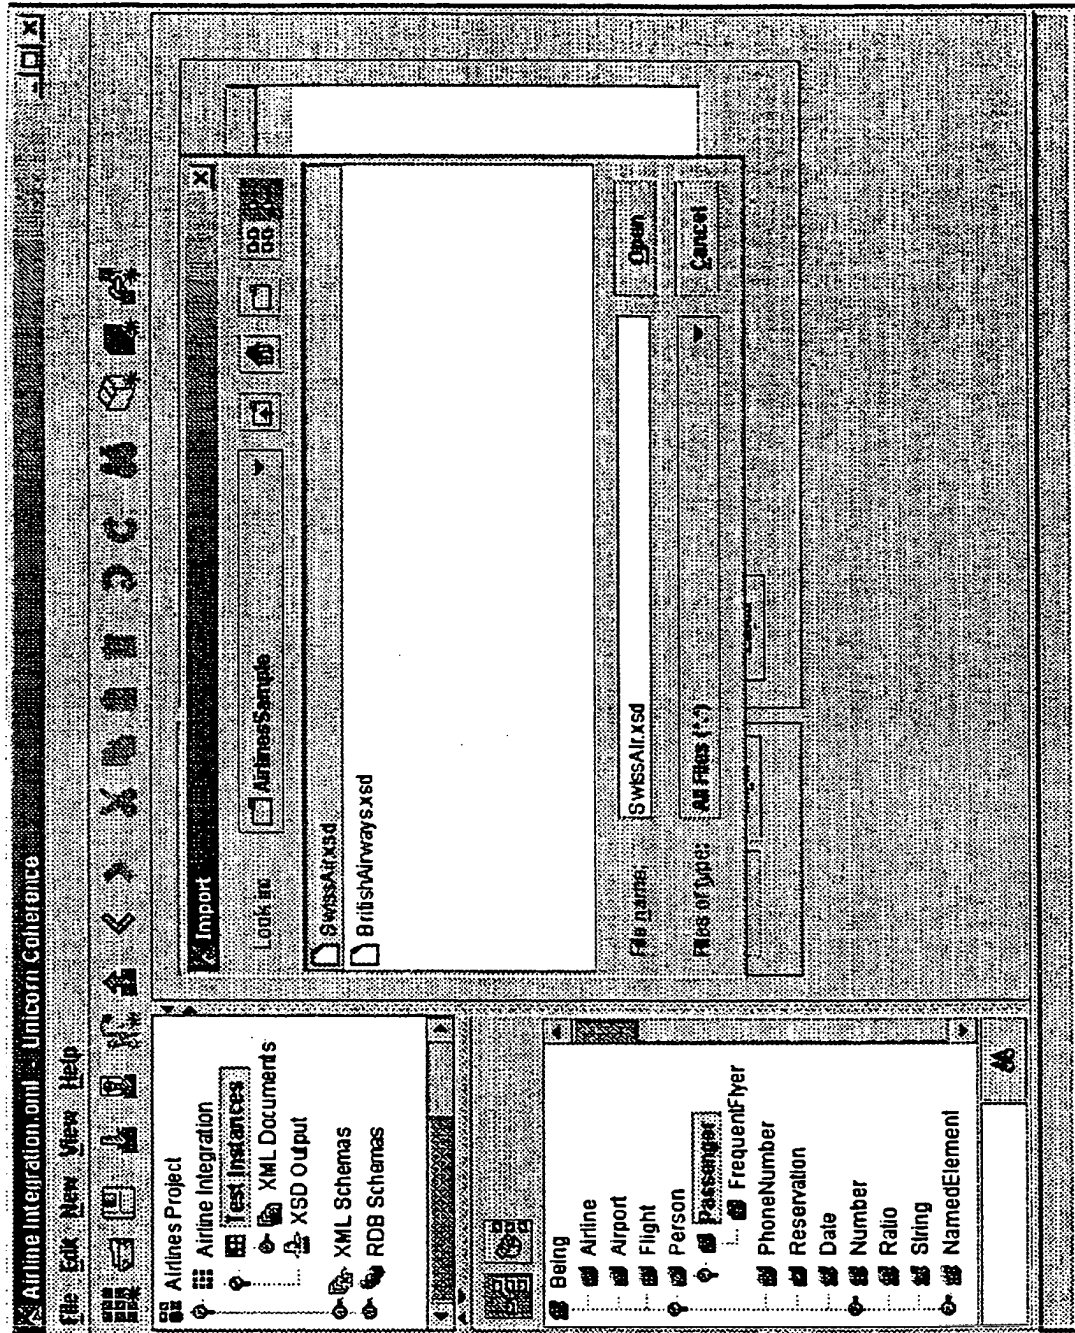 Airline Integration.oml - Unicorn Coherence
File Edit New View Help
Airlines Project
Airline Integration
Test Instances
XML Documents
XSD Output
XML Schemas
RDB Schemas
Being
Airline
Airport
Flight
Person
Passenger
FrequentFlyer
PhoneNumber
Reservation
Date
Number
Ratio
String
NamedElement
Import
Look in:
AirlinesSample
SwissAir.xsd
BritishAirways.xsd
File name:
SwissAir.xsd
Open
Files of type:
All Files (*.*)
Cancel